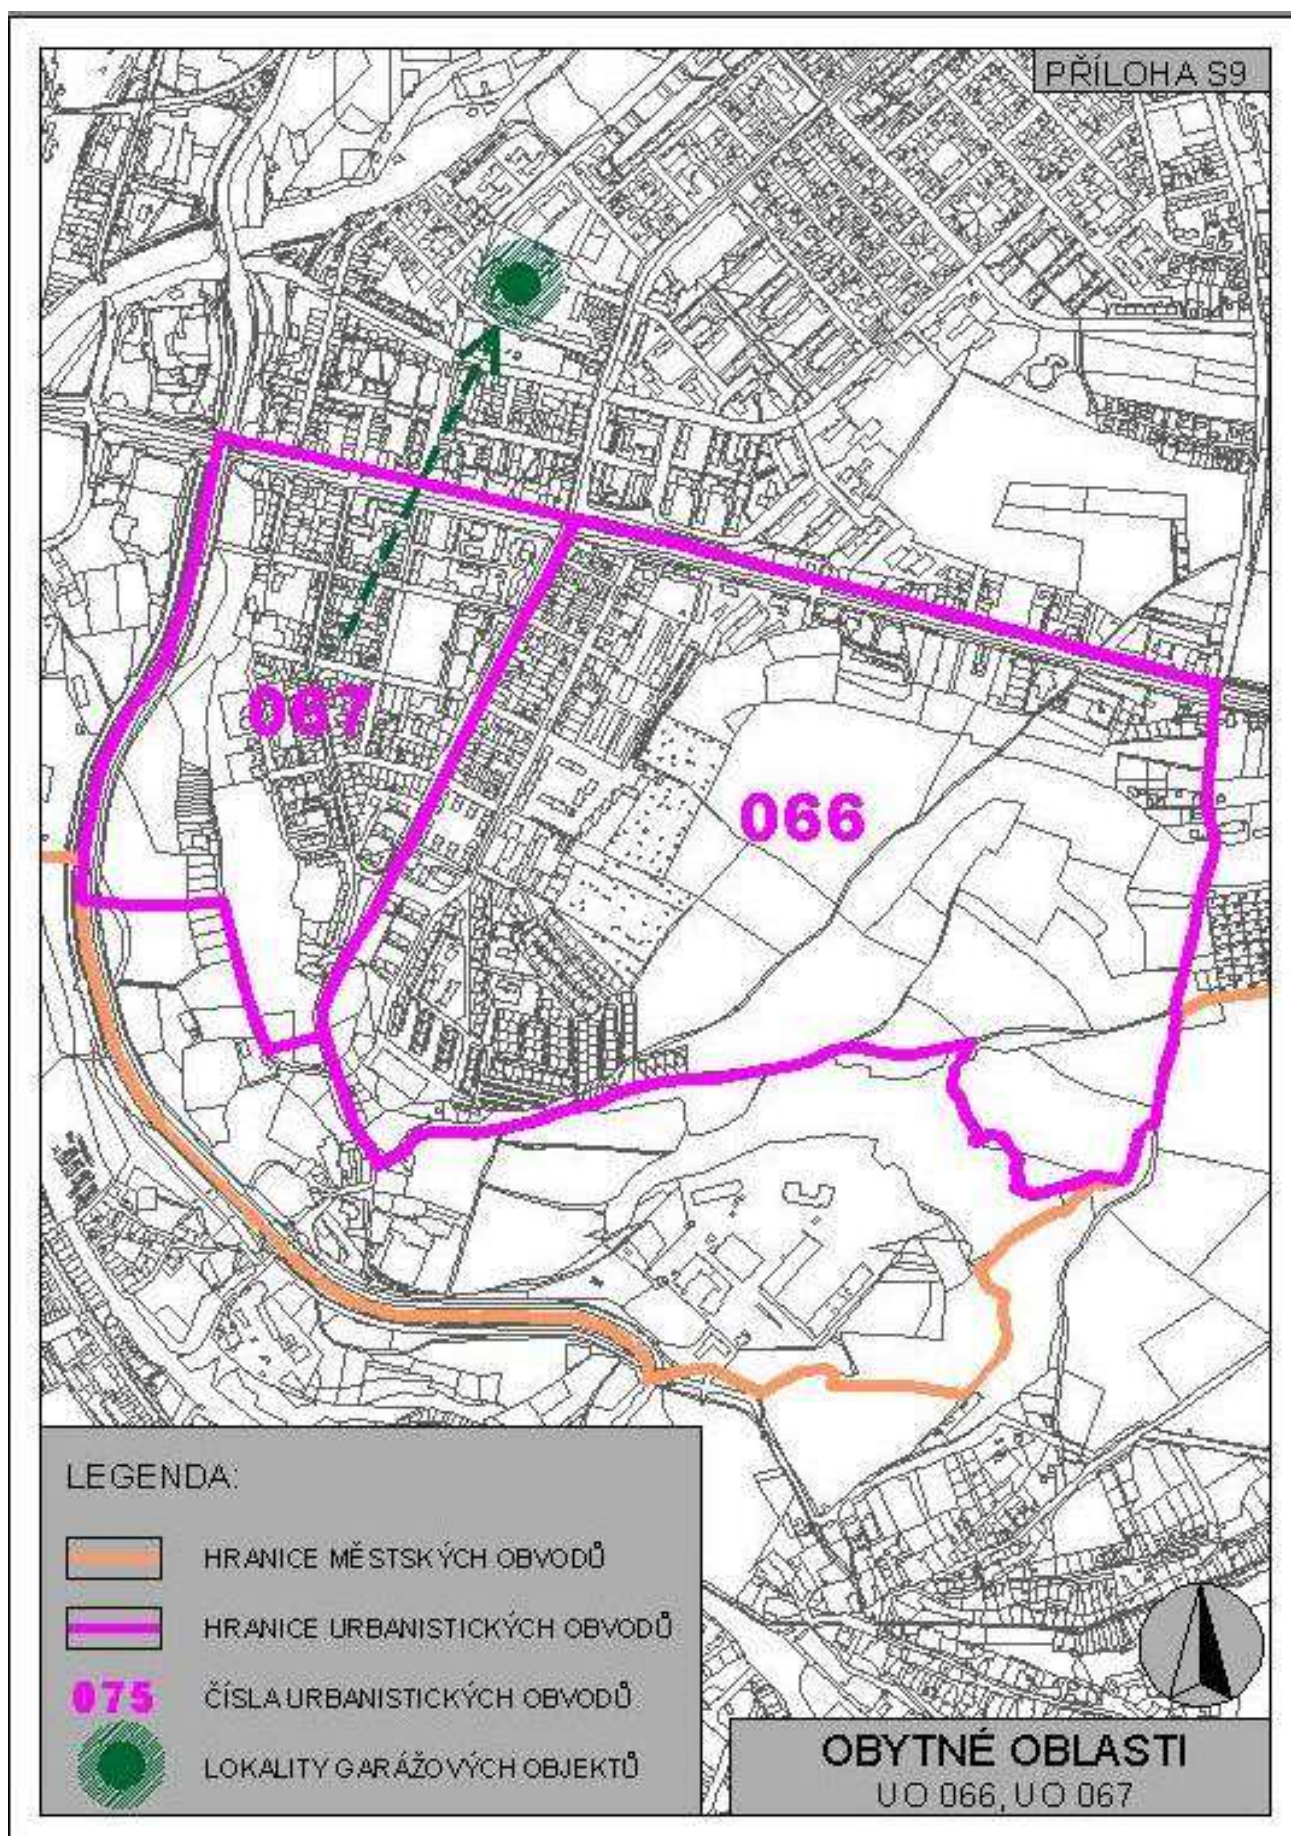 PŘÍLOHA S9
067
066
LEGENDA:
HRANICE MĚSTSKÝCH OBVODŮ
HRANICE URBANISTICKÝCH OBVODŮ
075 ČÍSLA URBANISTICKÝCH OBVODŮ
LOKALITY GARÁŽOVÝCH OBJEKTŮ
OBYTNÉ OBLASTI
UO 066, UO 067